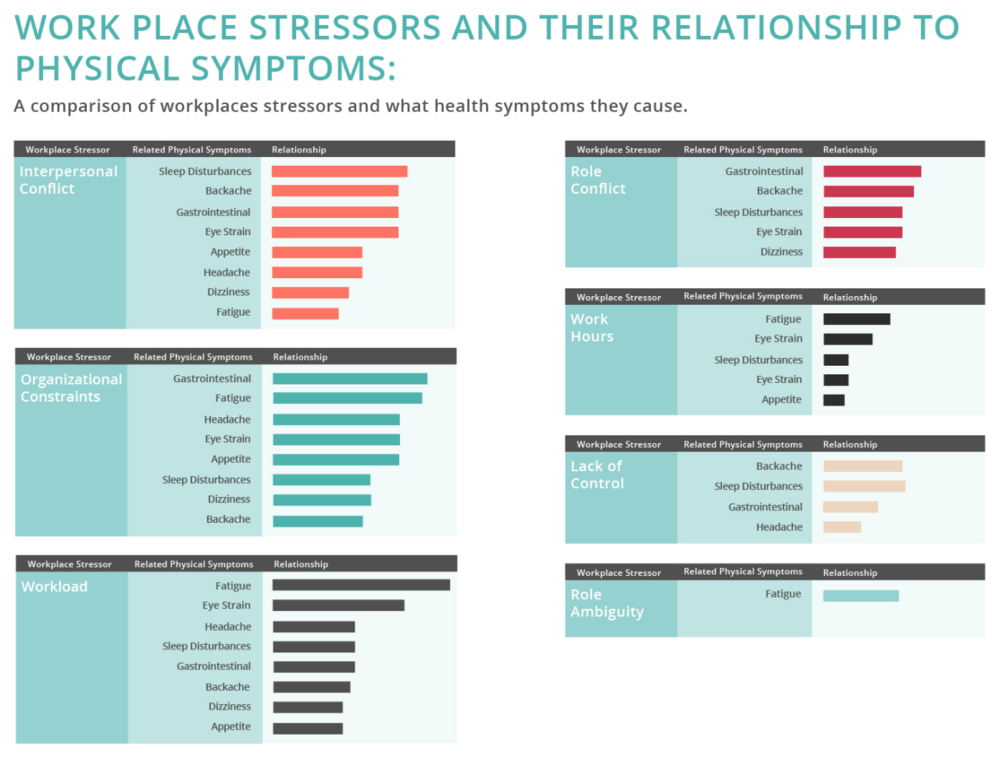 WORK PLACE STRESSORS AND THEIR RELATIONSHIP TO
PHYSICAL SYMPTOMS:
A comparison of workplaces stressors and what health symptoms they cause.
Workplace Stressor Related Physical Symptoms Relationship
Interpersonal
Conflict
Sleep Disturbances
Backache
Gastrointestinal
Eye Strain
Appetite
Headache
Dizziness
Fatigue
Workplace Stressor Related Physical Symptoms Relationship
Organizational
Constraints
Gastrointestinal
Fatigue
Headache
Eye Strain
Appetite
Sleep Disturbances
Dizziness
Backache
Workplace Stressor Related Physical Symptoms Relationship
Workload
Fatigue
Eye Strain
Headache
Sleep Disturbances
Gastrointestinal
Backache
Dizziness
Appetite
Workplace Stressor Related Physical Symptoms Relationship
Role
Conflict
Gastrointestinal
Backache
Sleep Disturbances
Eye Strain
Dizziness
Workplace Stressor Related Physical Symptoms Relationship
Work
Hours
Fatigue
Eye Strain
Sleep Disturbances
Eye Strain
Appetite
Workplace Stressor Related Physical Symptoms Relationship
Lack of
Control
Backache
Sleep Disturbances
Gastrointestinal
Headache
Workplace Stressor Related Physical Symptoms Relationship
Role
Ambiguity
Fatigue